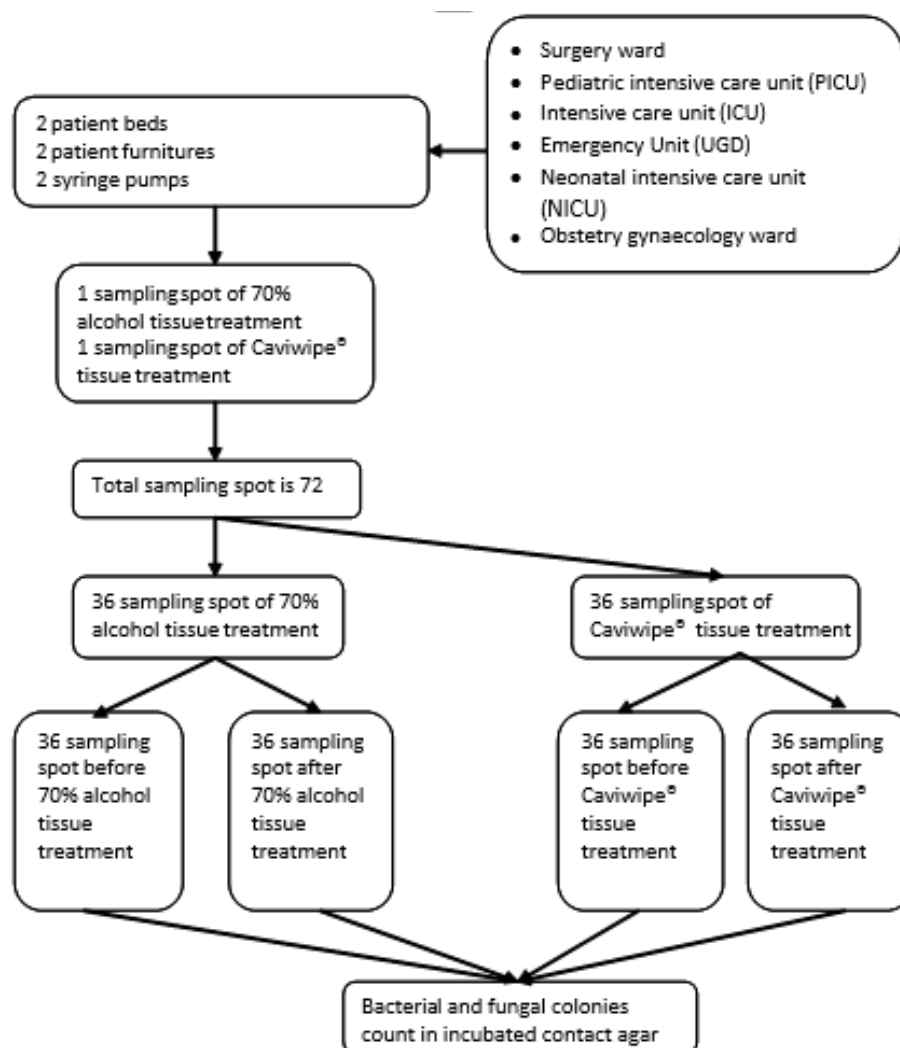 • Surgery ward
• Pediatric intensive care unit (PICU)
• Intensive care unit (ICU)
• Emergency Unit (UGD)
• Neonatal intensive care unit
(NICU)
• Obstetry gynaecology ward
2 patient beds
2 patient furnitures
2 syringe pumps
1 sampling spot of 70%
alcohol tissue treatment
1 sampling spot of Caviwipe®
tissue treatment
Total sampling spot is 72
36 sampling spot of 70%
alcohol tissue treatment
36 sampling spot of
Caviwipe® tissue treatment
36 sampling
spot before
70% alcohol
tissue
treatment
36 sampling
spot after
70% alcohol
tissue
treatment
36 sampling
spot before
Caviwipe®
tissue
treatment
36 sampling
spot after
Caviwipe®
tissue
treatment
Bacterial and fungal colonies
count in incubated contact agar